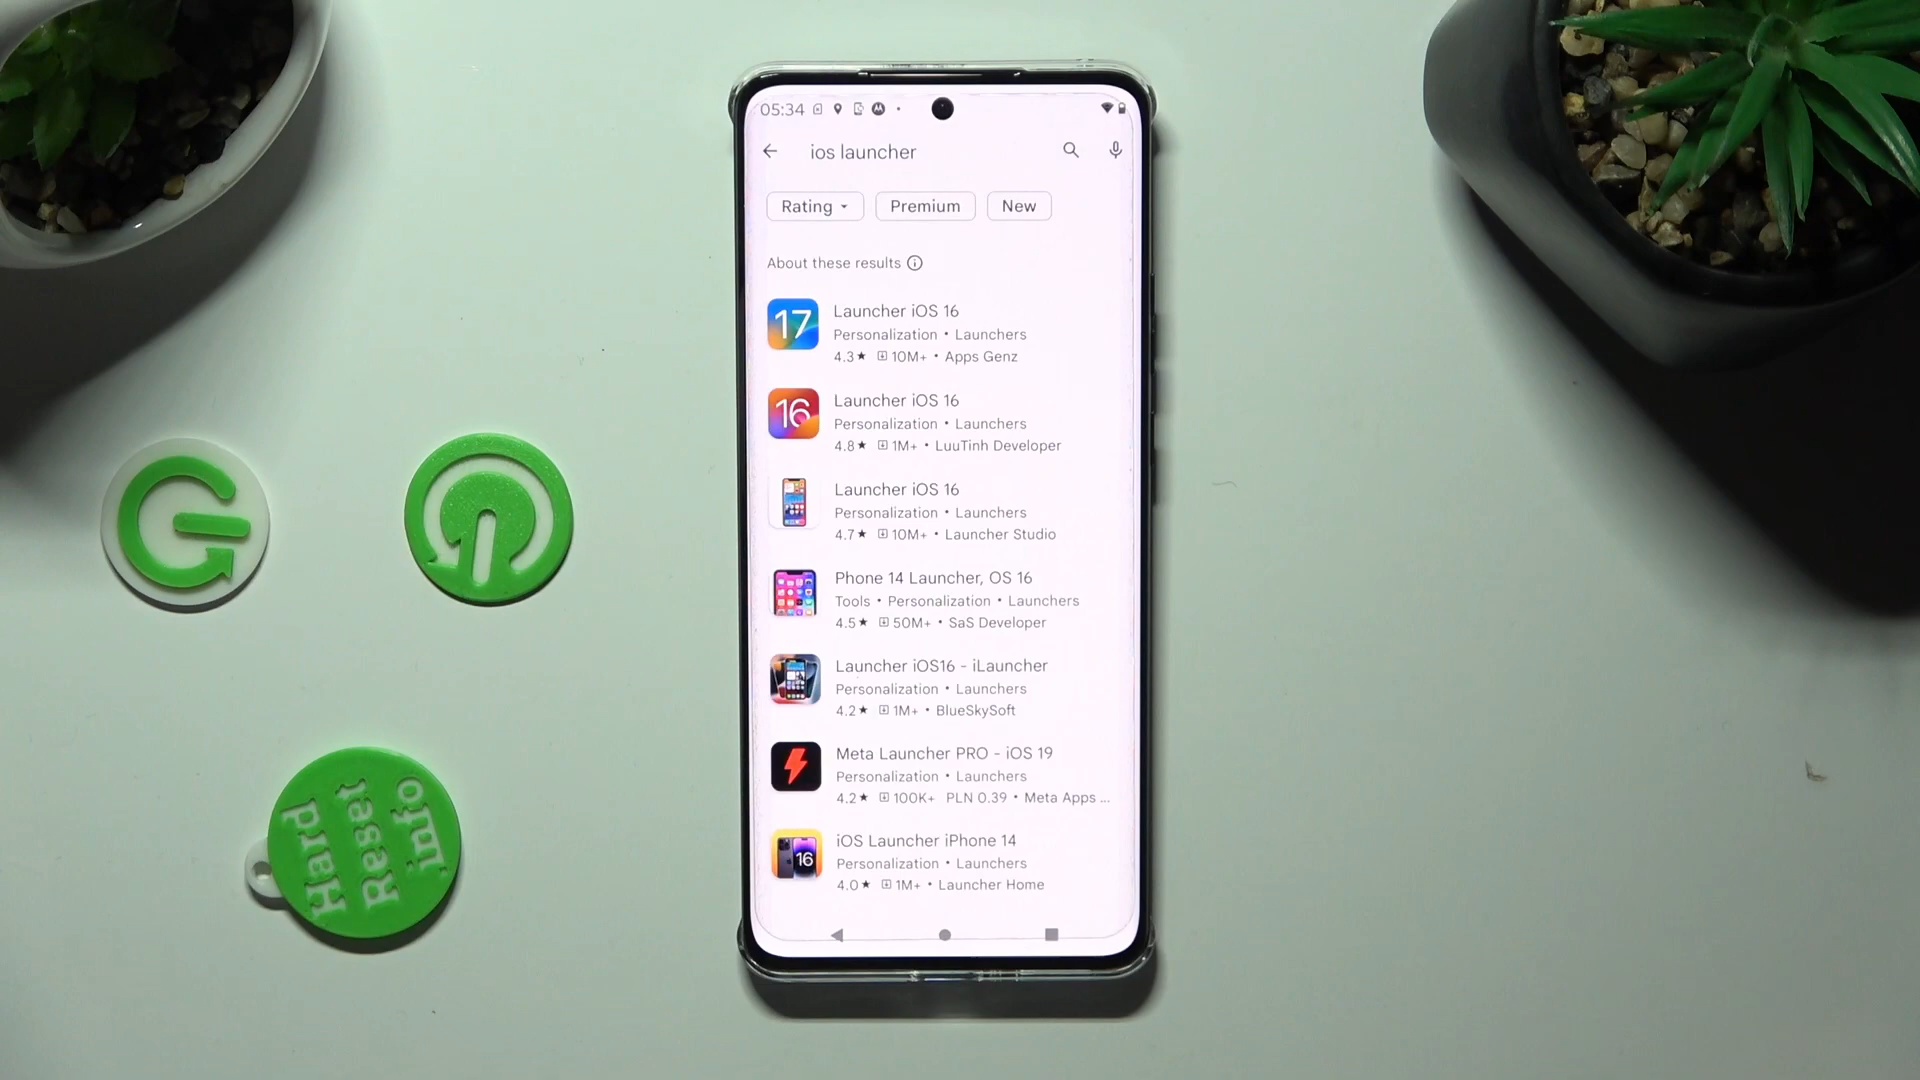 05:34
ios launcher
Rating
Premium
New
About these results
17
Launcher iOS 16
Personalization • Launchers
4.3★ 10M+ • Apps Genz
16
Launcher iOS 16
Personalization • Launchers
4.8★ 1M+ • LuuTinh Developer
Launcher iOS 16
Personalization • Launchers
4.7★ 10M+ • Launcher Studio
Phone 14 Launcher, OS 16
Tools • Personalization • Launchers
4.5★ 50M+ • SaS Developer
Launcher iOS16 - iLauncher
Personalization • Launchers
4.2★ 1M+ • BlueSkySoft
Meta Launcher PRO - iOS 19
Personalization • Launchers
4.2★ 100K+ PLN 0.39 • Meta Apps ...
16
iOS Launcher iPhone 14
Personalization • Launchers
4.0★ 1M+ • Launcher Home
Hard
Reset
.info